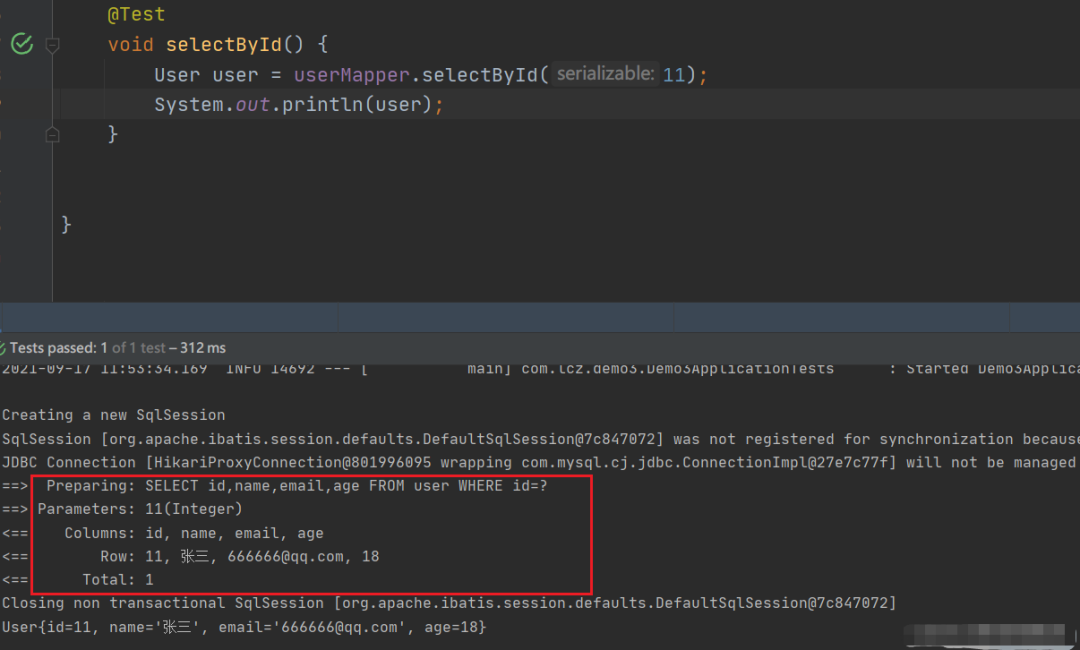 @Test
void selectById() {
User user = userMapper.selectById( serializable: 11);
System.out.println(user);
}
}
Tests passed: 1 of 1 test – 312 ms
2021-09-17 11:53:34.169  INFO 14692 --- [           main] com.lcz.demo3.Demo3ApplicationTests      : Started Demo3Applica
Creating a new SqlSession
SqlSession [org.apache.ibatis.session.defaults.DefaultSqlSession@7c847072] was not registered for synchronization because
JDBC Connection [HikariProxyConnection@801996095 wrapping com.mysql.cj.jdbc.ConnectionImpl@27e7c77f] will not be managed
==>  Preparing: SELECT id,name,email,age FROM user WHERE id=?
==> Parameters: 11(Integer)
<==    Columns: id, name, email, age
<==        Row: 11, 张三, 666666@qq.com, 18
<==      Total: 1
Closing non transactional SqlSession [org.apache.ibatis.session.defaults.DefaultSqlSession@7c847072]
User{id=11, name='张三', email='666666@qq.com', age=18}